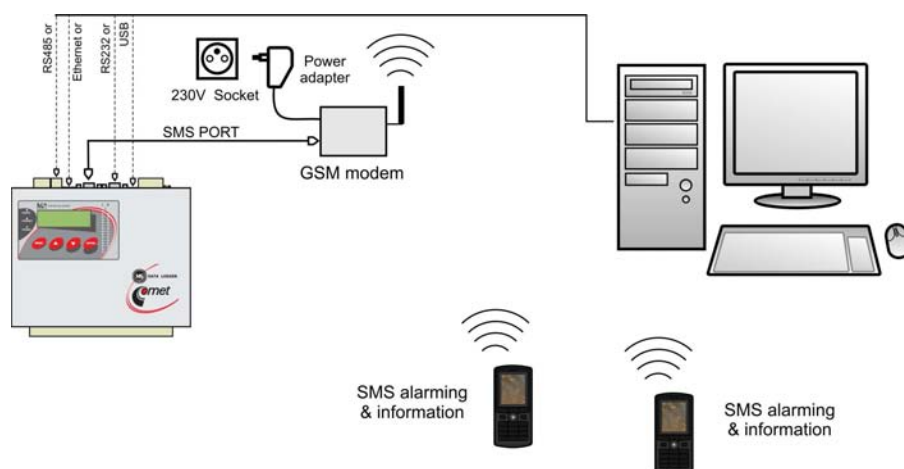 RS485 or
Ethernet or
RS232 or
USB
230V Socket
Power
adapter
SMS PORT
GSM modem
DATA LOGGER
Comet
SMS alarming
& information
SMS alarming
& information